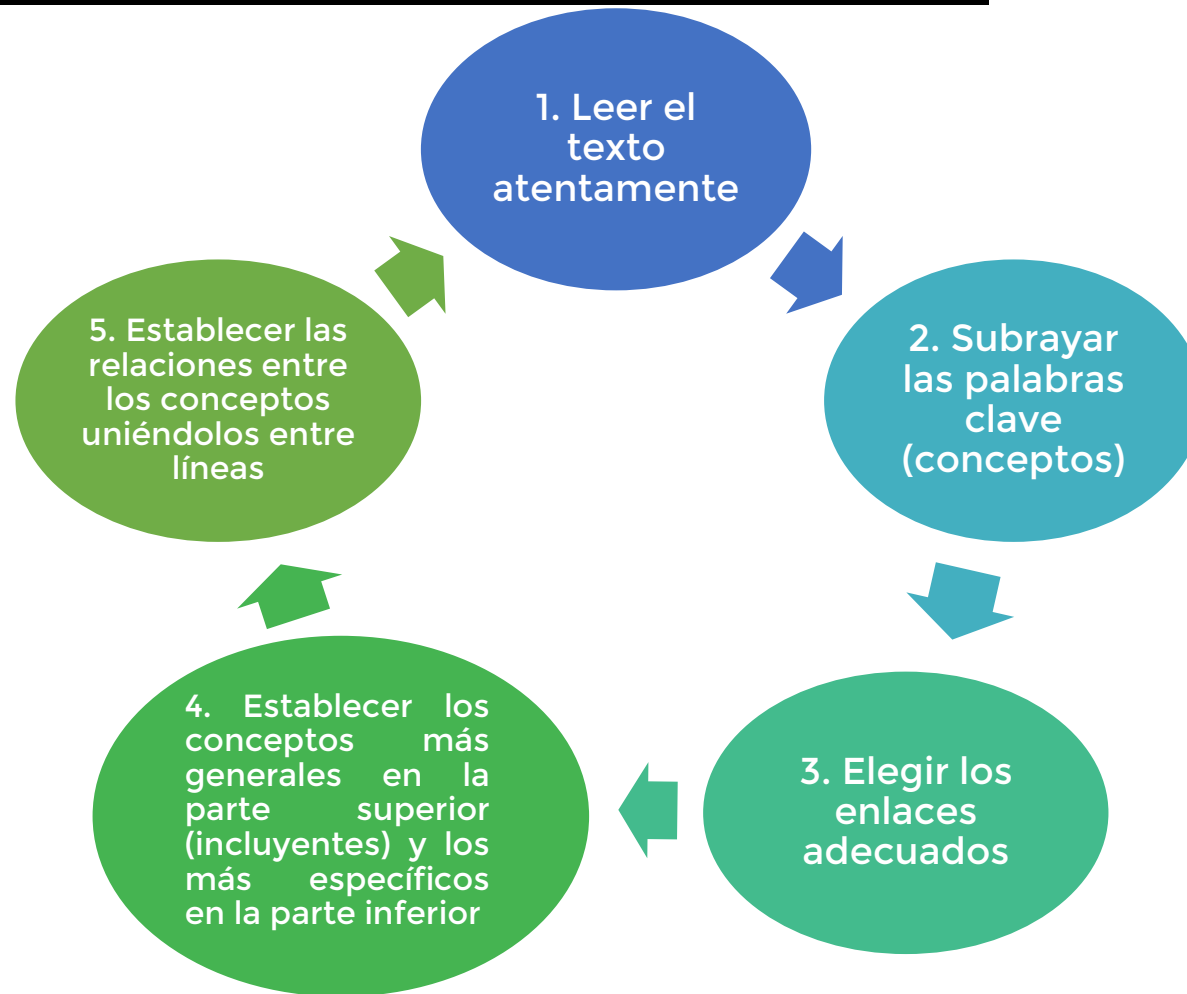 1. Leer el
texto
atentamente
2. Subrayar
las palabras
clave
(conceptos)
3. Elegir los
enlaces
adecuados
4. Establecer los
conceptos más
generales en la
parte superior
(incluyentes) y los
más específicos
en la parte inferior
5. Establecer las
relaciones entre
los conceptos
uniéndolos entre
líneas